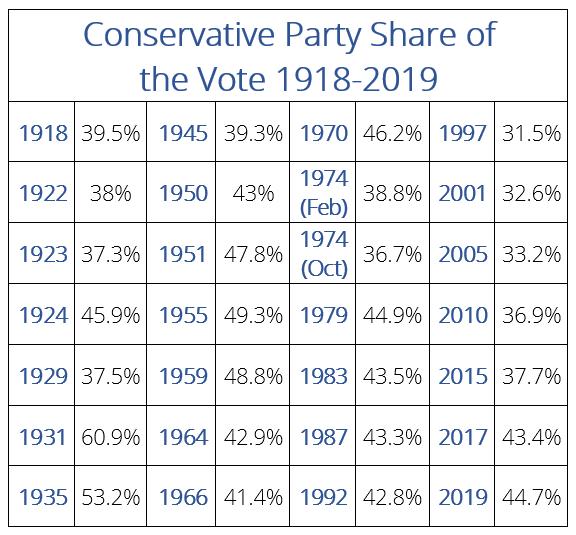 Conservative Party Share of
the Vote 1918-2019
1918 39.5% 1945 39.3% 1970 46.2% 1997 31.5%
1922 38% 1950 43% 1974 (Feb) 38.8% 2001 32.6%
1923 37.3% 1951 47.8% 1974 (Oct) 36.7% 2005 33.2%
1924 45.9% 1955 49.3% 1979 44.9% 2010 36.9%
1929 37.5% 1959 48.8% 1983 43.5% 2015 37.7%
1931 60.9% 1964 42.9% 1987 43.3% 2017 43.4%
1935 53.2% 1966 41.4% 1992 42.8% 2019 44.7%